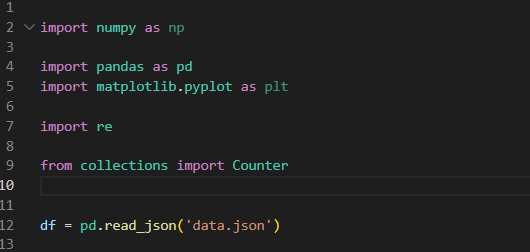 1
2 import numpy as np
3
4 import pandas as pd
5 import matplotlib.pyplot as plt
6
7 import re
8
9 from collections import Counter
10
11
12 df = pd.read_json('data.json')
13